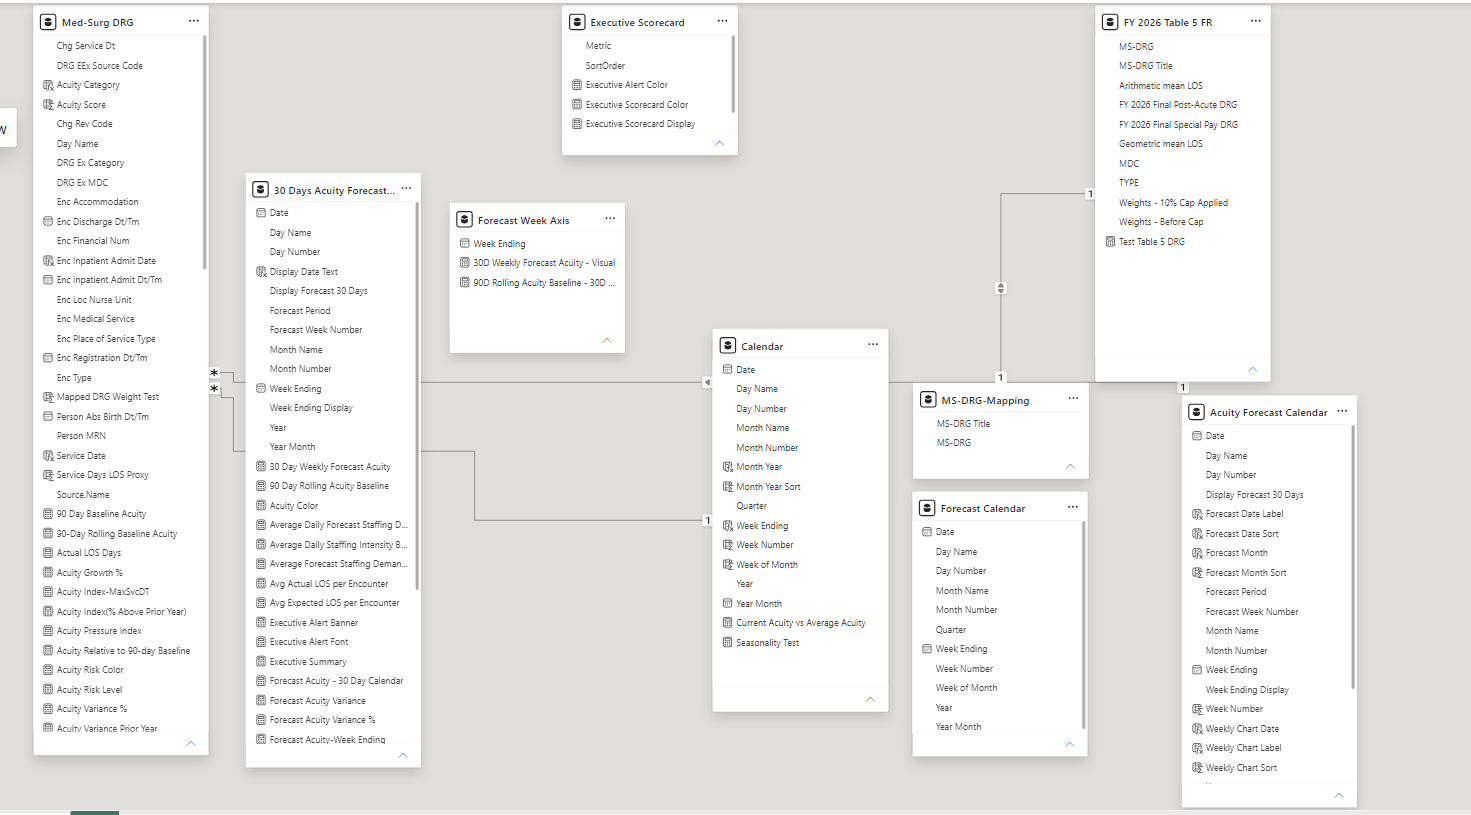 W
Med-Surg DRG
Chg Service Dt
DRG EEx Source Code
Acuity Category
Acuity Score
Chg Rev Code
Day Name
DRG Ex Category
DRG Ex MDC
Enc Accommodation
Enc Discharge Dt/Tm
Enc Financial Num
Enc Inpatient Admit Date
Enc Inpatient Admit Dt/Tm
Enc Loc Nurse Unit
Enc Medical Service
Enc Place of Service Type
Enc Registration Dt/Tm
Enc Type
Mapped DRG Weight Test
Person Abs Birth Dt/Tm
Person MRN
Service Date
Service Days LOS Proxy
Source.Name
90 Day Baseline Acuity
90-Day Rolling Baseline Acuity
Actual LOS Days
Acuity Growth %
Acuity Index-MaxSvcDT
Acuity Index(% Above Prior Year)
Acuity Pressure Index
Acuity Relative to 90-day Baseline
Acuity Risk Color
Acuity Risk Level
Acuity Variance %
Acuity Variance Prior Year
*
*
30 Days Acuity Forecast...
Date
Day Name
Day Number
Display Date Text
Display Forecast 30 Days
Forecast Period
Forecast Week Number
Month Name
Month Number
Week Ending
Week Ending Display
Year
Year Month
30 Day Weekly Forecast Acuity
90 Day Rolling Acuity Baseline
Acuity Color
Average Daily Forecast Staffing D...
Average Daily Staffing Intensity B...
Average Forecast Staffing Deman...
Avg Actual LOS per Encounter
Avg Expected LOS per Encounter
Executive Alert Banner
Executive Alert Font
Executive Summary
Forecast Acuity - 30 Day Calendar
Forecast Acuity Variance
Forecast Acuity Variance %
Forecast Acuity-Week Ending
Forecast Week Axis
Week Ending
30D Weekly Forecast Acuity - Visual
90D Rolling Acuity Baseline - 30D ...
Executive Scorecard
Metric
SortOrder
Executive Alert Color
Executive Scorecard Color
Executive Scorecard Display
1
Calendar
Date
Day Name
Day Number
Month Name
Month Number
Month Year
Month Year Sort
Quarter
Week Ending
Week Number
Week of Month
Year
Year Month
Current Acuity vs Average Acuity
Seasonality Test
1
MS-DRG-Mapping
MS-DRG Title
MS-DRG
Forecast Calendar
Date
Day Name
Day Number
Month Name
Month Number
Quarter
Week Ending
Week Number
Week of Month
Year
Year Month
1
FY 2026 Table 5 FR
MS-DRG
MS-DRG Title
Arithmetic mean LOS
FY 2026 Final Post-Acute DRG
FY 2026 Final Special Pay DRG
Geometric mean LOS
MDC
TYPE
Weights - 10% Cap Applied
Weights - Before Cap
Test Table 5 DRG
1
Acuity Forecast Calendar
Date
Day Name
Day Number
Display Forecast 30 Days
Forecast Date Label
Forecast Date Sort
Forecast Month
Forecast Month Sort
Forecast Period
Forecast Week Number
Month Name
Month Number
Week Ending
Week Ending Display
Week Number
Weekly Chart Date
Weekly Chart Label
Weekly Chart Sort